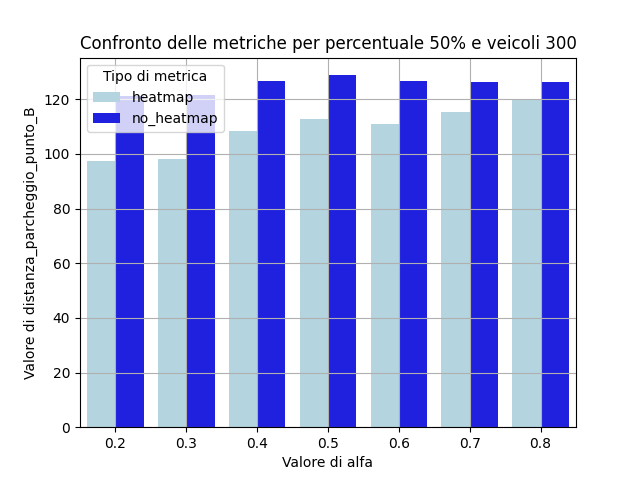 Confronto delle metriche per percentuale 50% e veicoli 300
Valore di distanza_parcheggio_punto_B
120
100
80
60
40
20
0
Tipo di metrica
heatmap
no_heatmap
0.2 0.3 0.4 0.5 0.6 0.7 0.8
Valore di alfa